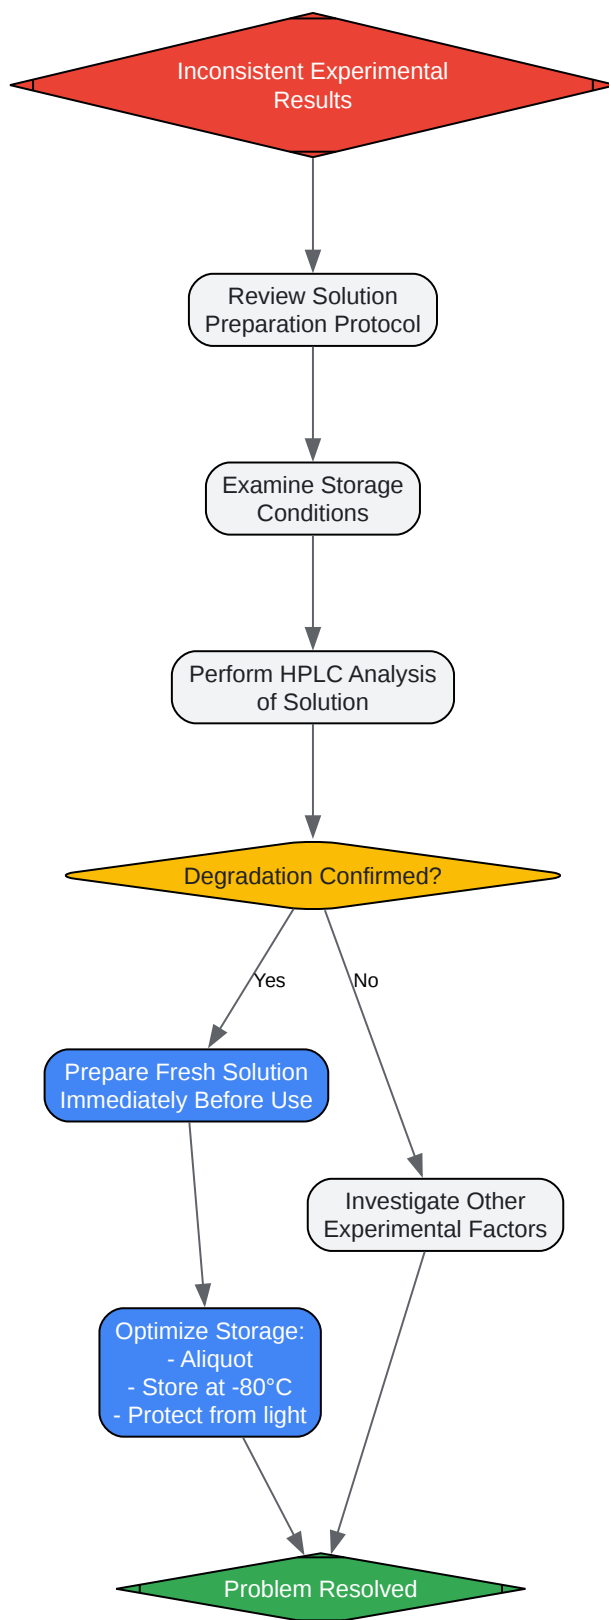 Inconsistent Experimental
Results
Review Solution
Preparation Protocol
Examine Storage
Conditions
Perform HPLC Analysis
of Solution
Degradation Confirmed?
Yes
No
Prepare Fresh Solution
Immediately Before Use
Investigate Other
Experimental Factors
Optimize Storage:
- Aliquot
- Store at -80°C
- Protect from light
Problem Resolved